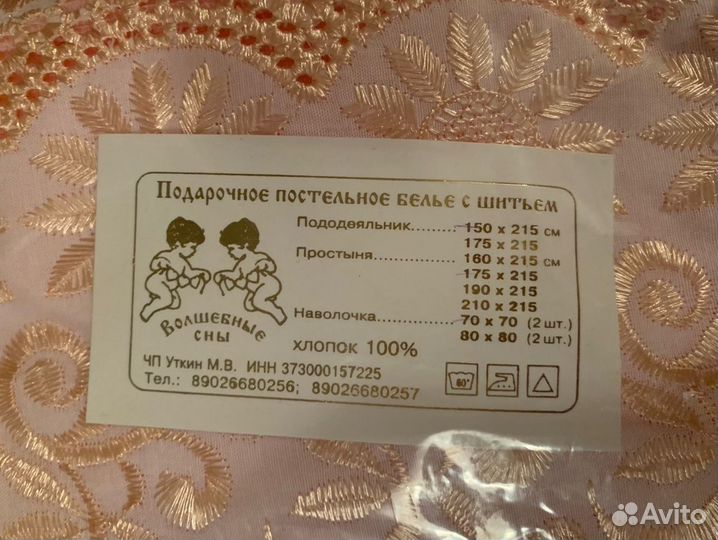 Подарочное постельное белье с шитьем
Пододеяльник......... 150 x 215 см
175 x 215
Простыня................ 160 x 215 см
175 x 215
190 x 215
210 x 215
Наволочка............... 70 x 70 (2 шт.)
80 x 80 (2 шт.)
Волшебные
сны
хлопок 100%
ЧП Уткин М.В. ИНН 373000157225
Тел.: 89026680256; 89026680257
60°
Avito